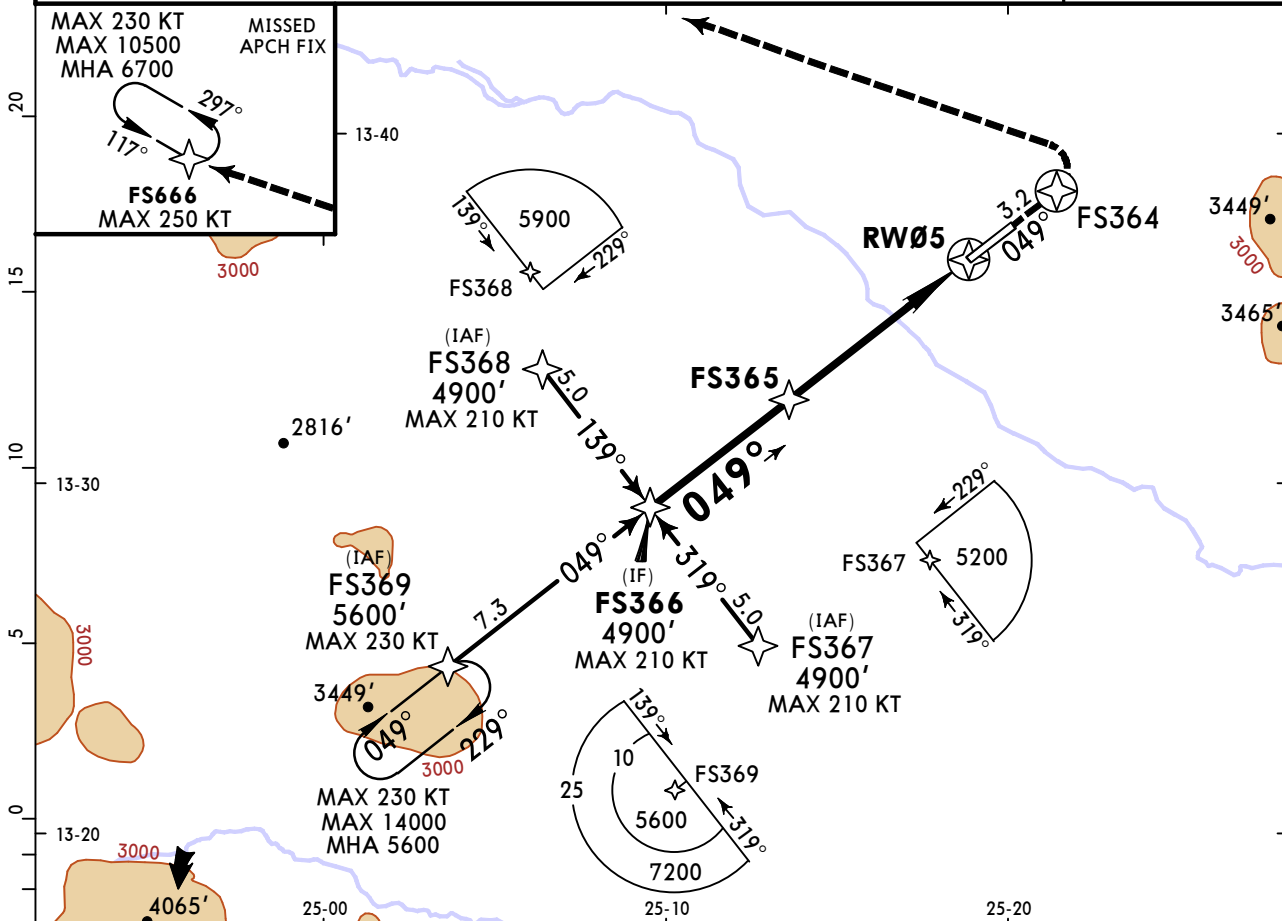 MAX 230 KT
MAX 10500
MHA 6700
MISSED
APCH FIX
297°
117°
FS666
MAX 250 KT
3000
13-40
20
15
10
5
0
13-30
13-20
5900
139°
229°
FS368
(IAF)
FS368
4900'
MAX 210 KT
5.0
139°
2816'
3.2
049°
FS364
RWØ5
FS365
049°
3449'
3000
3465'
(IAF)
FS369
5600'
MAX 230 KT
7.3
049°
(IF)
FS366
4900'
MAX 210 KT
319°
5.0
(IAF)
FS367
4900'
MAX 210 KT
229°
FS367
5200
319°
3000
3449'
049°
229°
3000
MAX 230 KT
MAX 14000
MHA 5600
139°
10
25
FS369
5600
319°
7200
3000
4065'
25-00
25-10
25-20